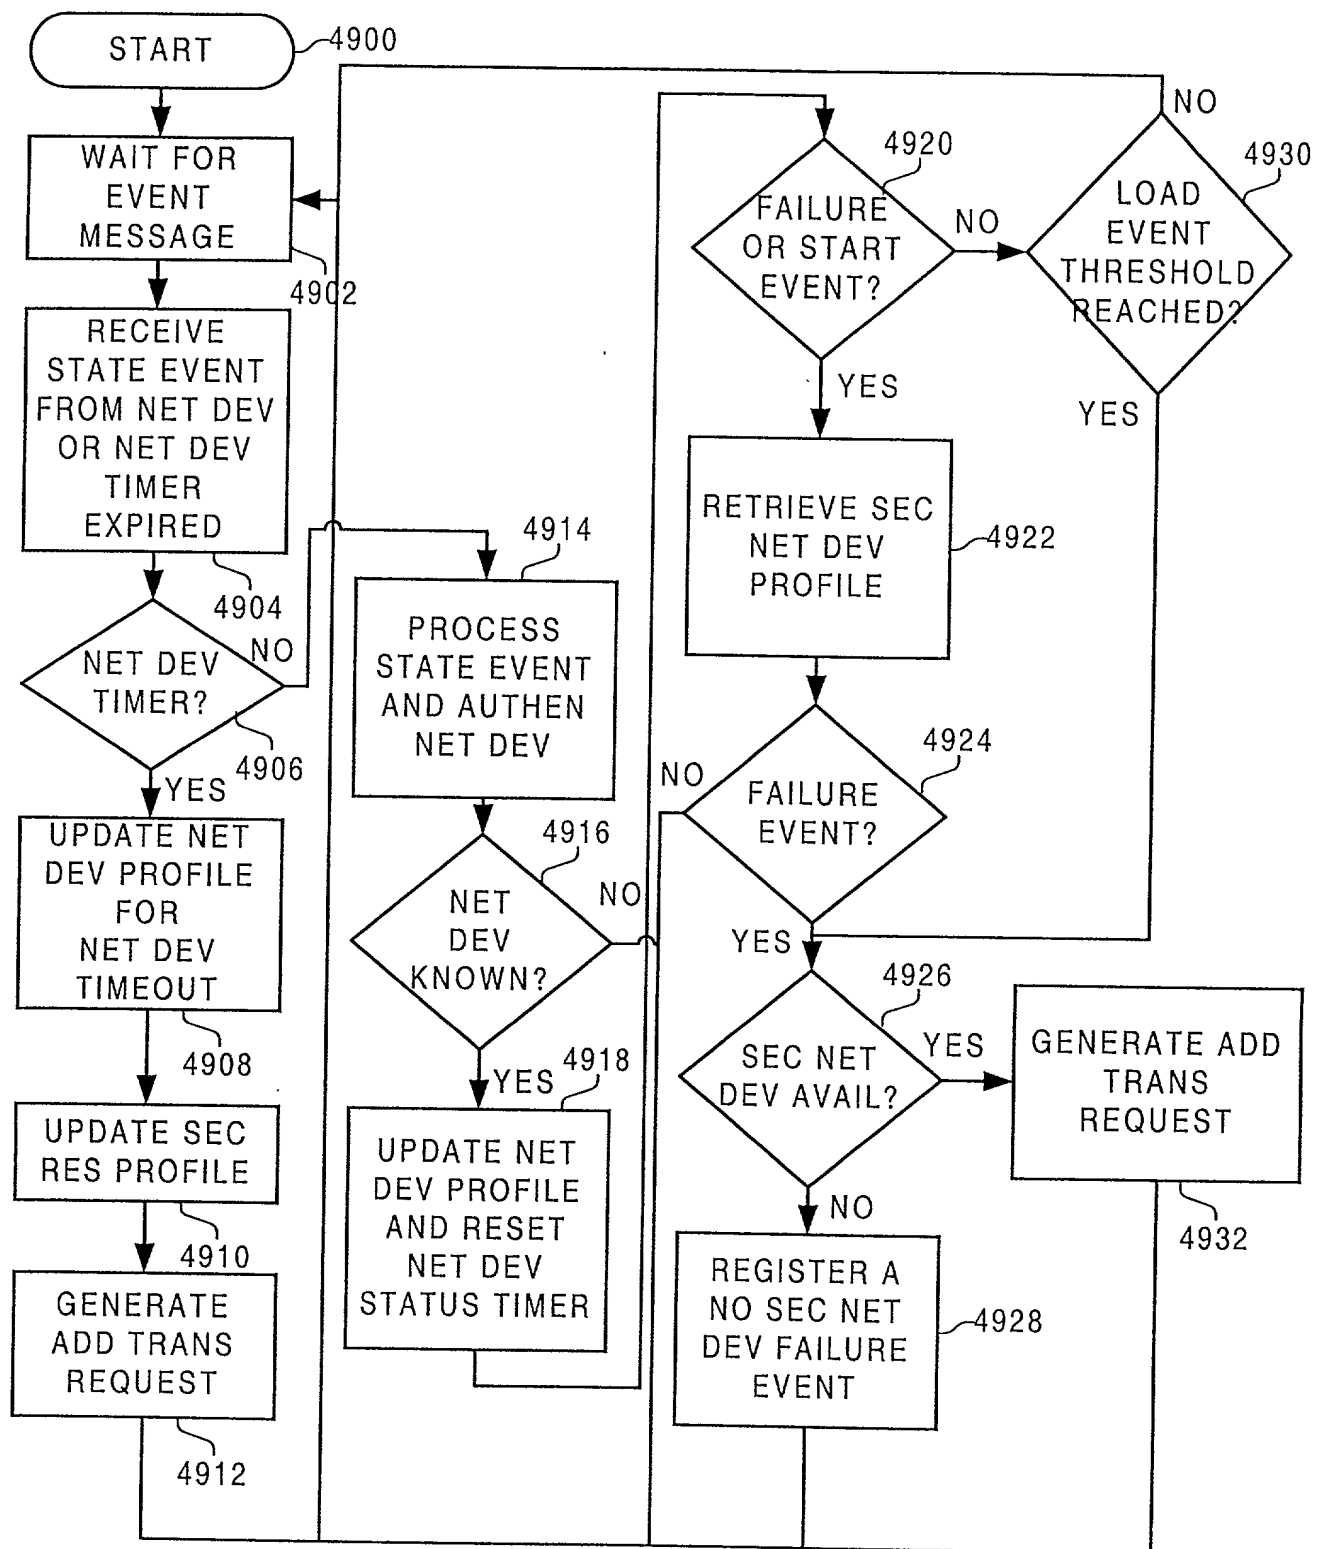 START
4900
WAIT FOR
EVENT
MESSAGE
4902
RECEIVE
STATE EVENT
FROM NET DEV
OR NET DEV
TIMER
EXPIRED
4904
NET DEV
TIMER?
NO
4906
YES
UPDATE NET
DEV PROFILE
FOR
NET DEV
TIMEOUT
4908
UPDATE SEC
RES PROFILE
4910
GENERATE
ADD TRANS
REQUEST
4912
4914
PROCESS
STATE EVENT
AND AUTHEN
NET DEV
4916
NET
DEV
KNOWN?
NO
YES
4918
UPDATE NET
DEV PROFILE
AND RESET
NET DEV
STATUS TIMER
4920
FAILURE
OR START
EVENT?
NO
YES
RETRIEVE SEC
NET DEV
PROFILE
4922
4924
FAILURE
EVENT?
NO
YES
4926
SEC NET
DEV AVAIL?
YES
NO
REGISTER A
NO SEC NET
DEV FAILURE
EVENT
4928
NO
4930
LOAD
EVENT
THRESHOLD
REACHED?
YES
GENERATE ADD
TRANS
REQUEST
4932